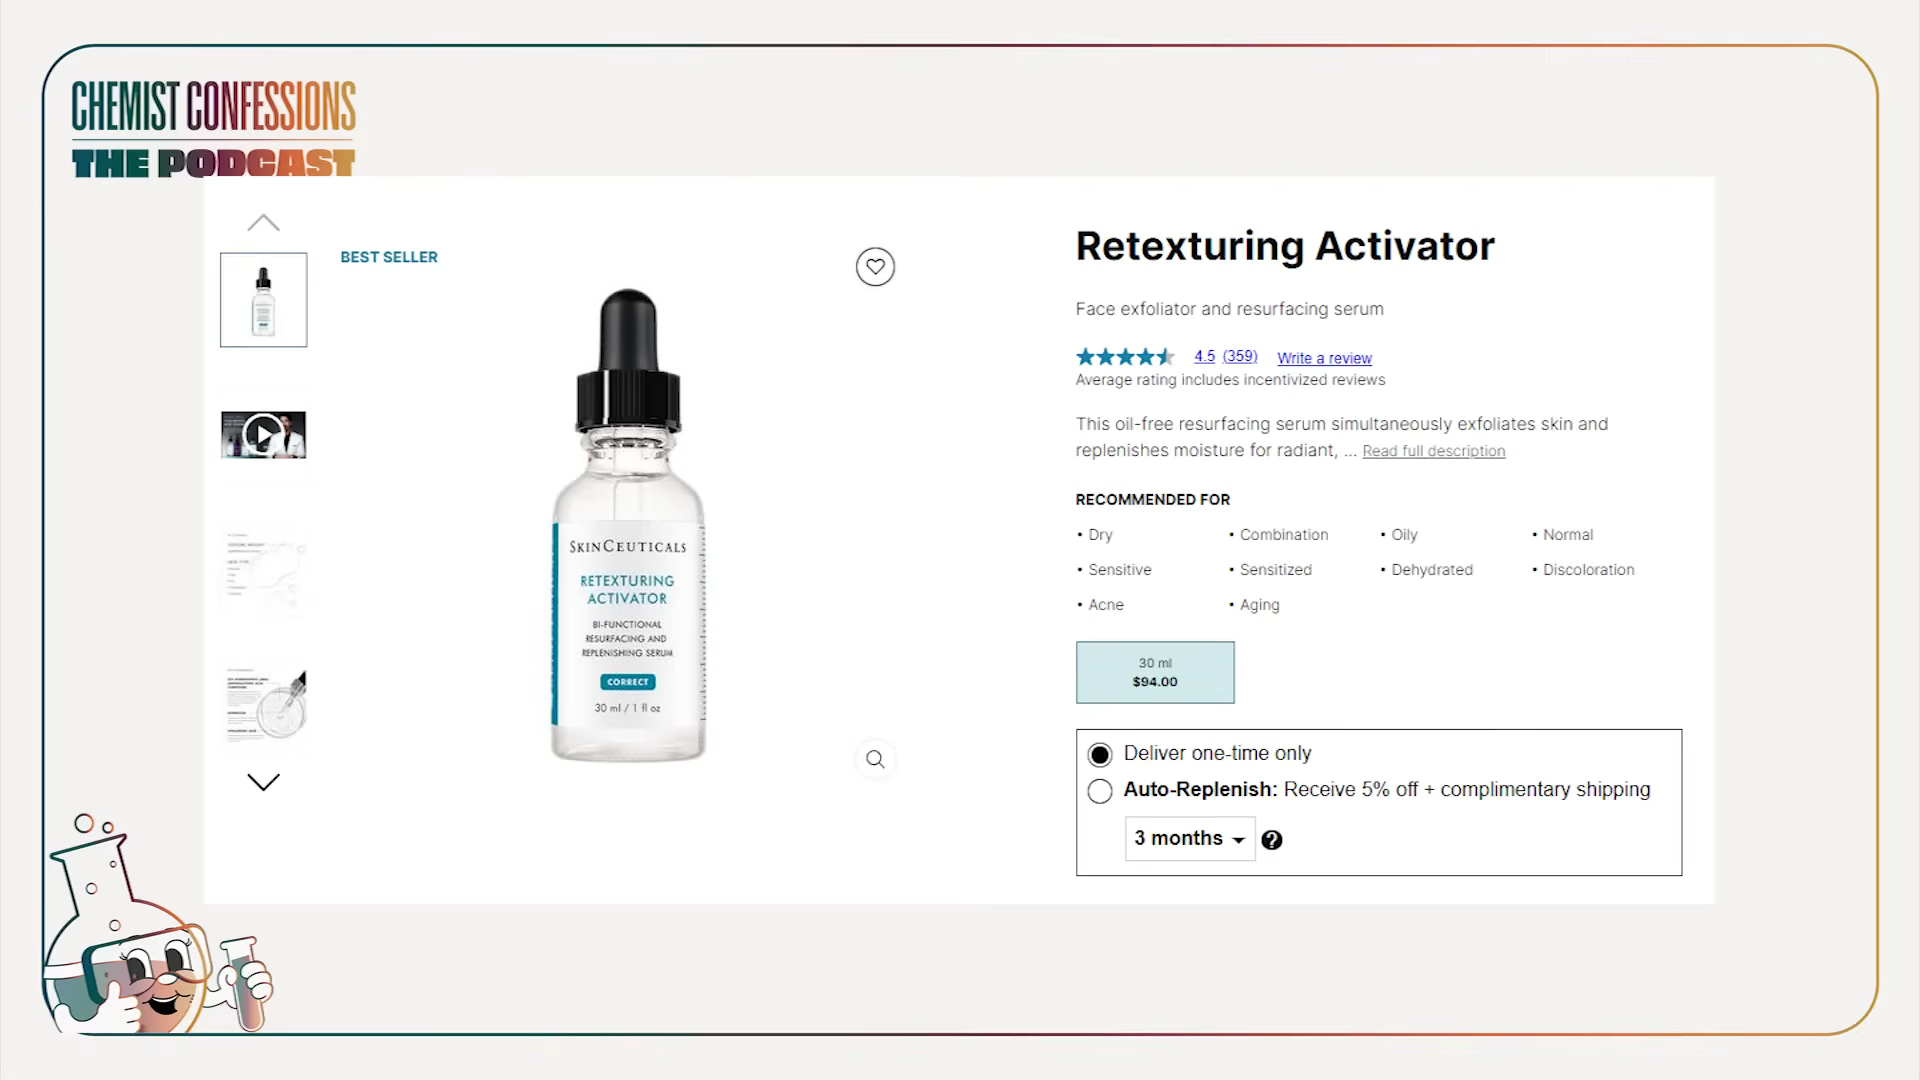 CHEMIST CONFESSIONS
THE PODCAST
BEST SELLER
SKINCEUTICALS
RETEXTURING
ACTIVATOR
BI-FUNCTIONAL
RESURFACING AND
REPLENISHING SERUM
CORRECT
30 ml / 1 fl oz
Retexturing Activator
Face exfoliator and resurfacing serum
4.5 (359) Write a review
Average rating includes incentivized reviews
This oil-free resurfacing serum simultaneously exfoliates skin and
replenishes moisture for radiant, ... Read full description
RECOMMENDED FOR
• Dry • Combination • Oily • Normal
• Sensitive • Sensitized • Dehydrated • Discoloration
• Acne • Aging
30 ml
$94.00
Deliver one-time only
Auto-Replenish: Receive 5% off + complimentary shipping
3 months ?